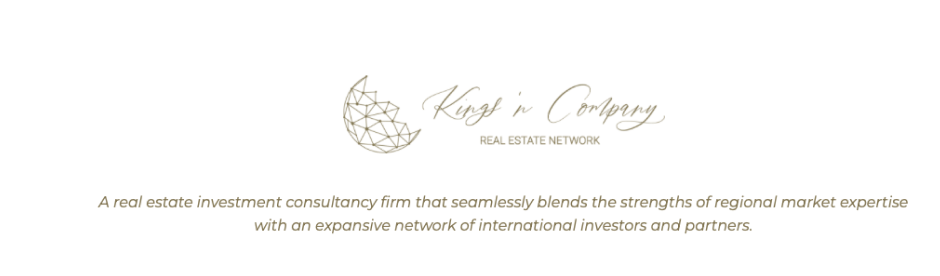 Kings 'n Company
REAL ESTATE NETWORK
A real estate investment consultancy firm that seamlessly blends the strengths of regional market expertise
with an expansive network of international investors and partners.